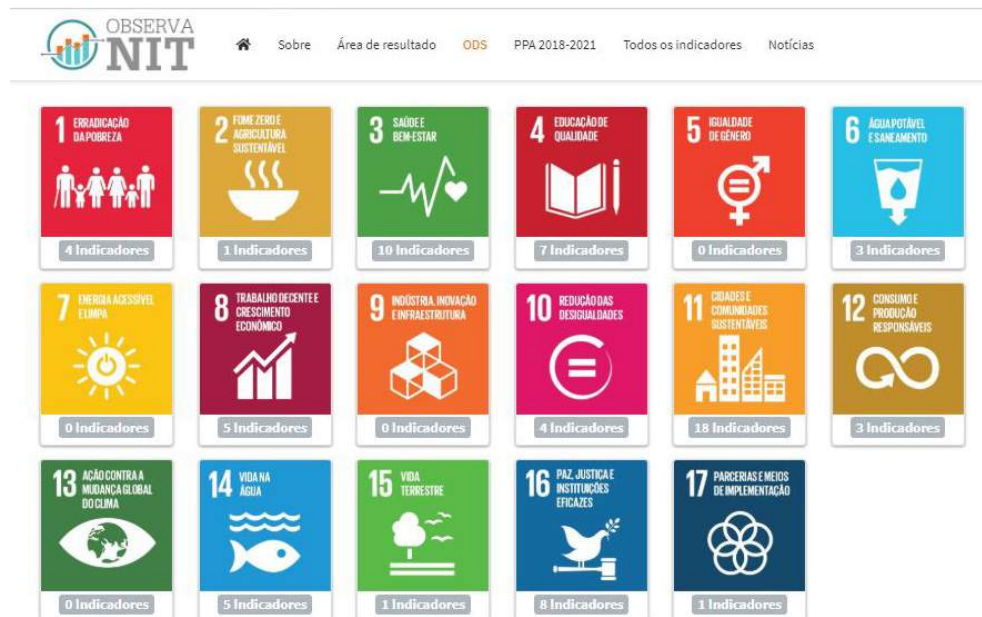 OBSERVA
NIT
Sobre Área de resultado ODS PPA 2018-2021 Todos os indicadores Notícias
1 ERRADICAÇÃO
DA POBREZA
4 Indicadores
2 FOME ZERO E
AGRICULTURA
SUSTENTÁVEL
1 Indicadores
3 SAÚDE E
BEM-ESTAR
10 Indicadores
4 EDUCAÇÃO DE
QUALIDADE
7 Indicadores
5 IGUALDADE
DE GÊNERO
0 Indicadores
6 ÁGUA POTÁVEL
E SANEAMENTO
3 Indicadores
7 ENERGIA ACESSÍVEL
E LIMPA
0 Indicadores
8 TRABALHO DECENTE E
CRESCIMENTO
ECONÔMICO
5 Indicadores
9 INDÚSTRIA, INOVAÇÃO
E INFRAESTRUTURA
0 Indicadores
10 REDUÇÃO DAS
DESIGUALDADES
4 Indicadores
11 CIDADES E
COMUNIDADES
SUSTENTÁVEIS
18 Indicadores
12 CONSUMO E
PRODUÇÃO
RESPONSÁVEIS
3 Indicadores
13 AÇÃO CONTRA A
MUDANÇA GLOBAL
DO CLIMA
0 Indicadores
14 VIDA NA
ÁGUA
5 Indicadores
15 VIDA
TERRESTRE
1 Indicadores
16 PAZ, JUSTIÇA E
INSTITUIÇÕES
EFICAZES
8 Indicadores
17 PARCERIAS E MEIOS
DE IMPLEMENTAÇÃO
1 Indicadores